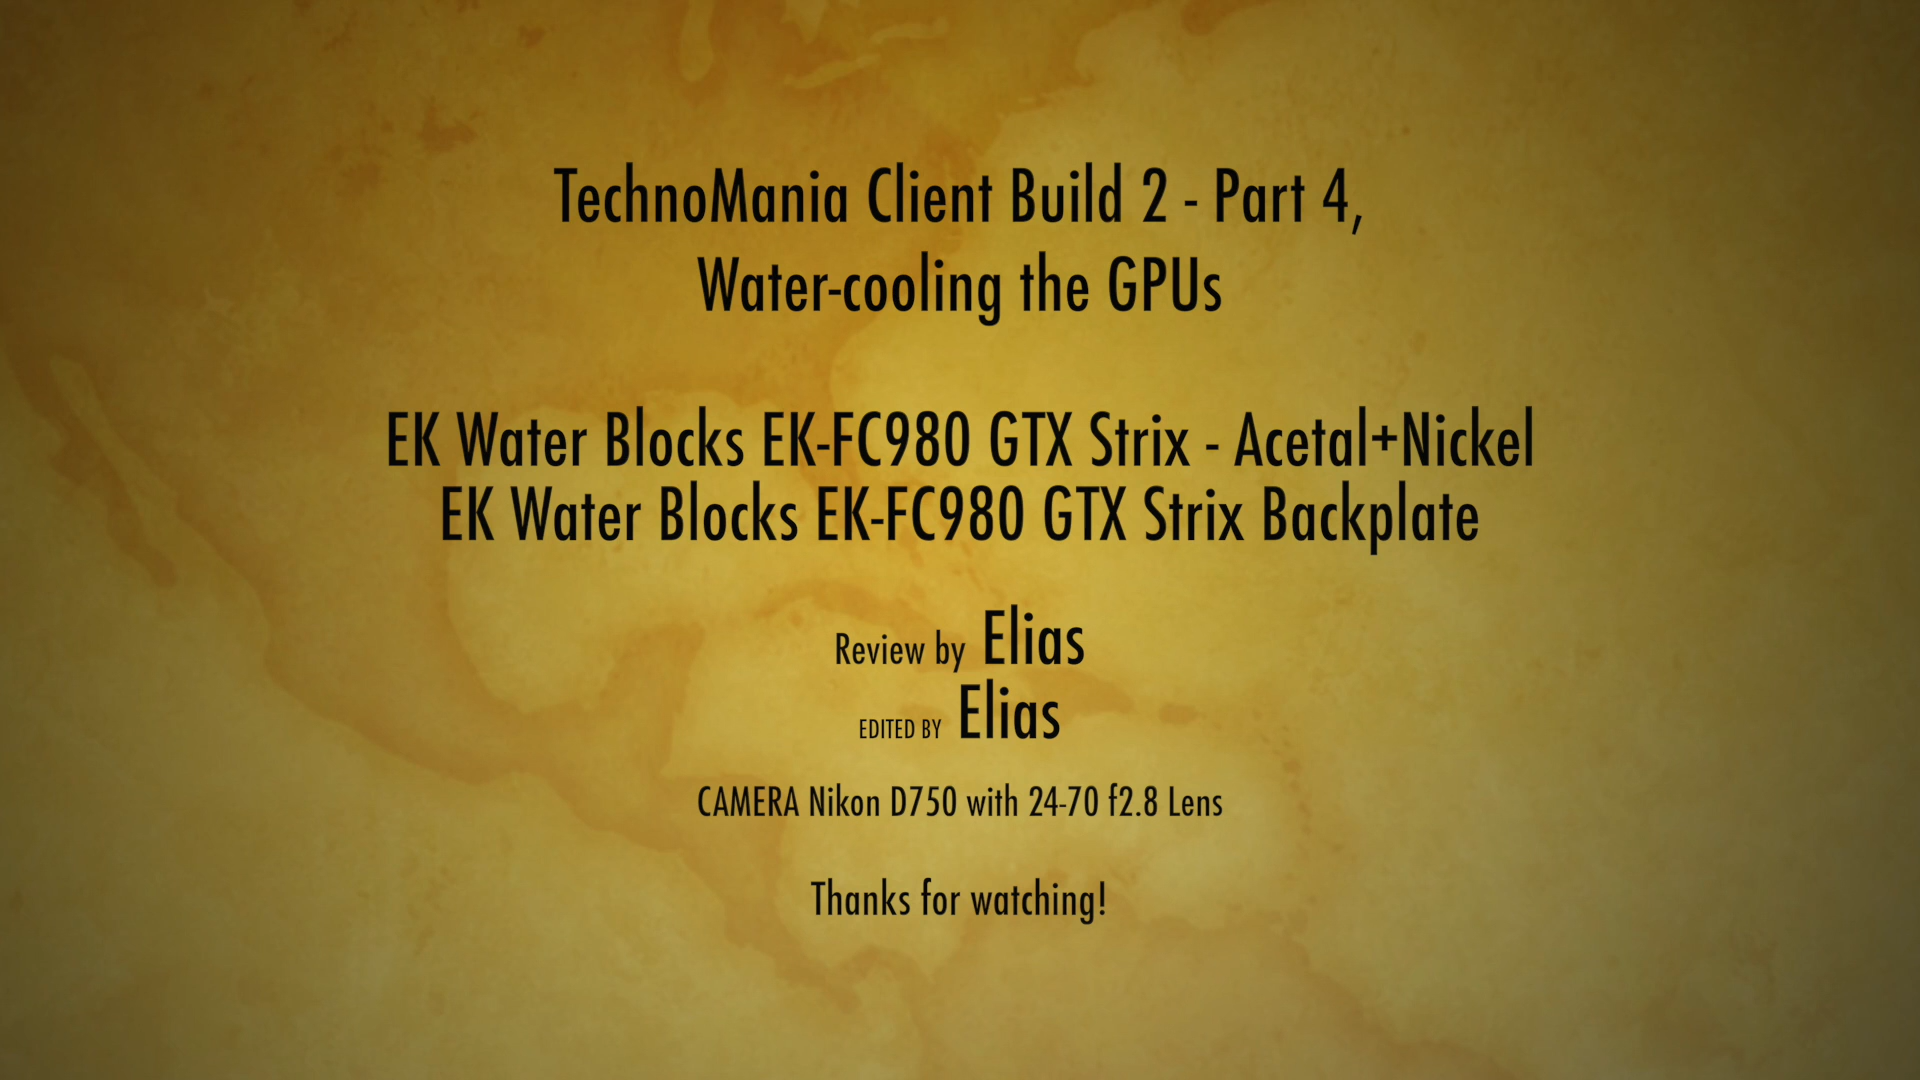 TechnoMania Client Build 2 - Part 4,
Water-cooling the GPUs
EK Water Blocks EK-FC980 GTX Strix - Acetal+Nickel
EK Water Blocks EK-FC980 GTX Strix Backplate
Review by Elias
EDITED BY Elias
CAMERA Nikon D750 with 24-70 f2.8 Lens
Thanks for watching!